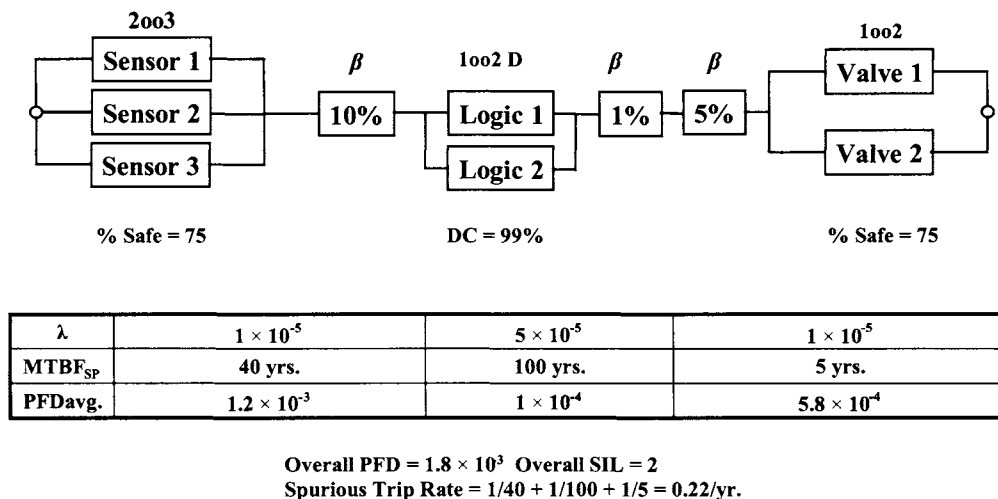 2oo3
Sensor 1
Sensor 2
Sensor 3
β
10%
1oo2 D
Logic 1
Logic 2
β
1%
β
5%
1oo2
Valve 1
Valve 2
% Safe = 75
DC = 99%
% Safe = 75
λ 1 × 10⁻⁵ 5 × 10⁻⁵ 1 × 10⁻⁵
MTBF_SP 40 yrs. 100 yrs. 5 yrs.
PFDavg. 1.2 × 10⁻³ 1 × 10⁻⁴ 5.8 × 10⁻⁴
Overall PFD = 1.8 × 10³ Overall SIL = 2
Spurious Trip Rate = 1/40 + 1/100 + 1/5 = 0.22/yr.